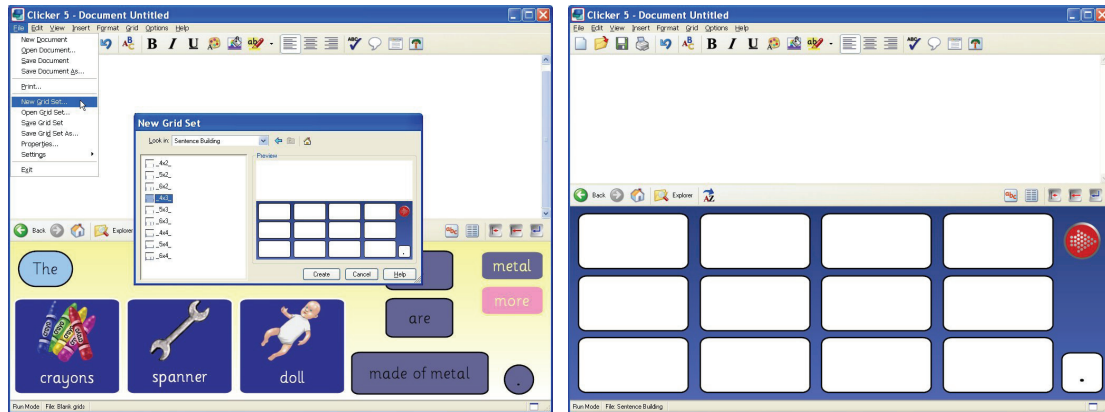 Clicker 5 - Document Untitled
File Edit View Insert Format Grid Options Help
New Document
Open Document...
Save Document
Save Document As...
Print...
New Grid Set...
Open Grid Set...
Save Grid Set
Save Grid Set As...
Properties...
Settings
Exit
B I U
ABC
New Grid Set
Look in: Sentence Building
_4x2_
_5x2_
_6x2_
_4x3_
_5x3_
_6x3_
_4x4_
_5x4_
_6x4_
Preview
.
Create Cancel Help
Back Explorer
The
metal
more
are
crayons spanner doll made of metal .
Run Mode File: Blank grids
Clicker 5 - Document Untitled
File Edit View Insert Format Grid Options Help
B I U
ABC
Back Explorer AZ
.
Run Mode File: Sentence Building